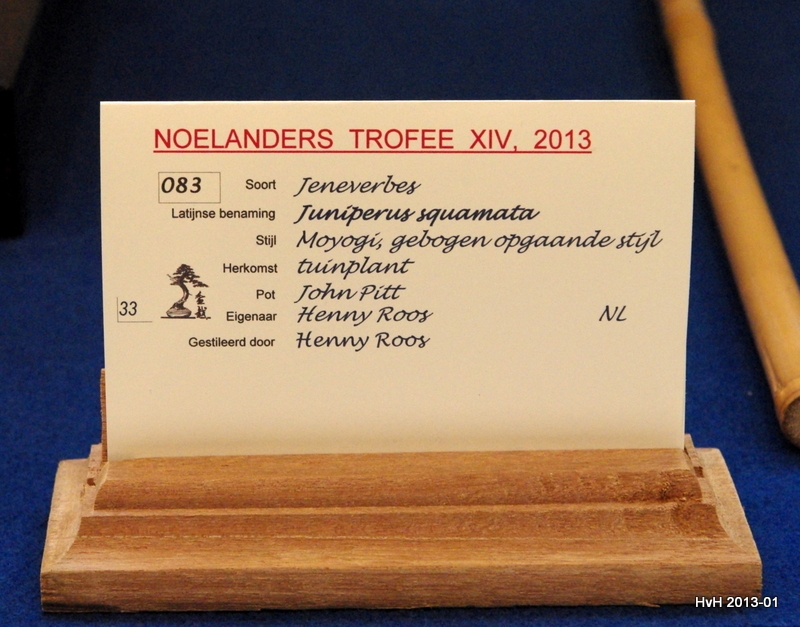 NOELANDERS TROFEE XIV, 2013
083 Soort Jeneverbes
Latijnse benaming Juniperus squamata
Stijl Moyogi, gebogen opgaande stijl
Herkomst tuinplant
Pot John Pitt
33 Eigenaar Henny Roos NL
Gestileerd door Henny Roos
HvH 2013-01